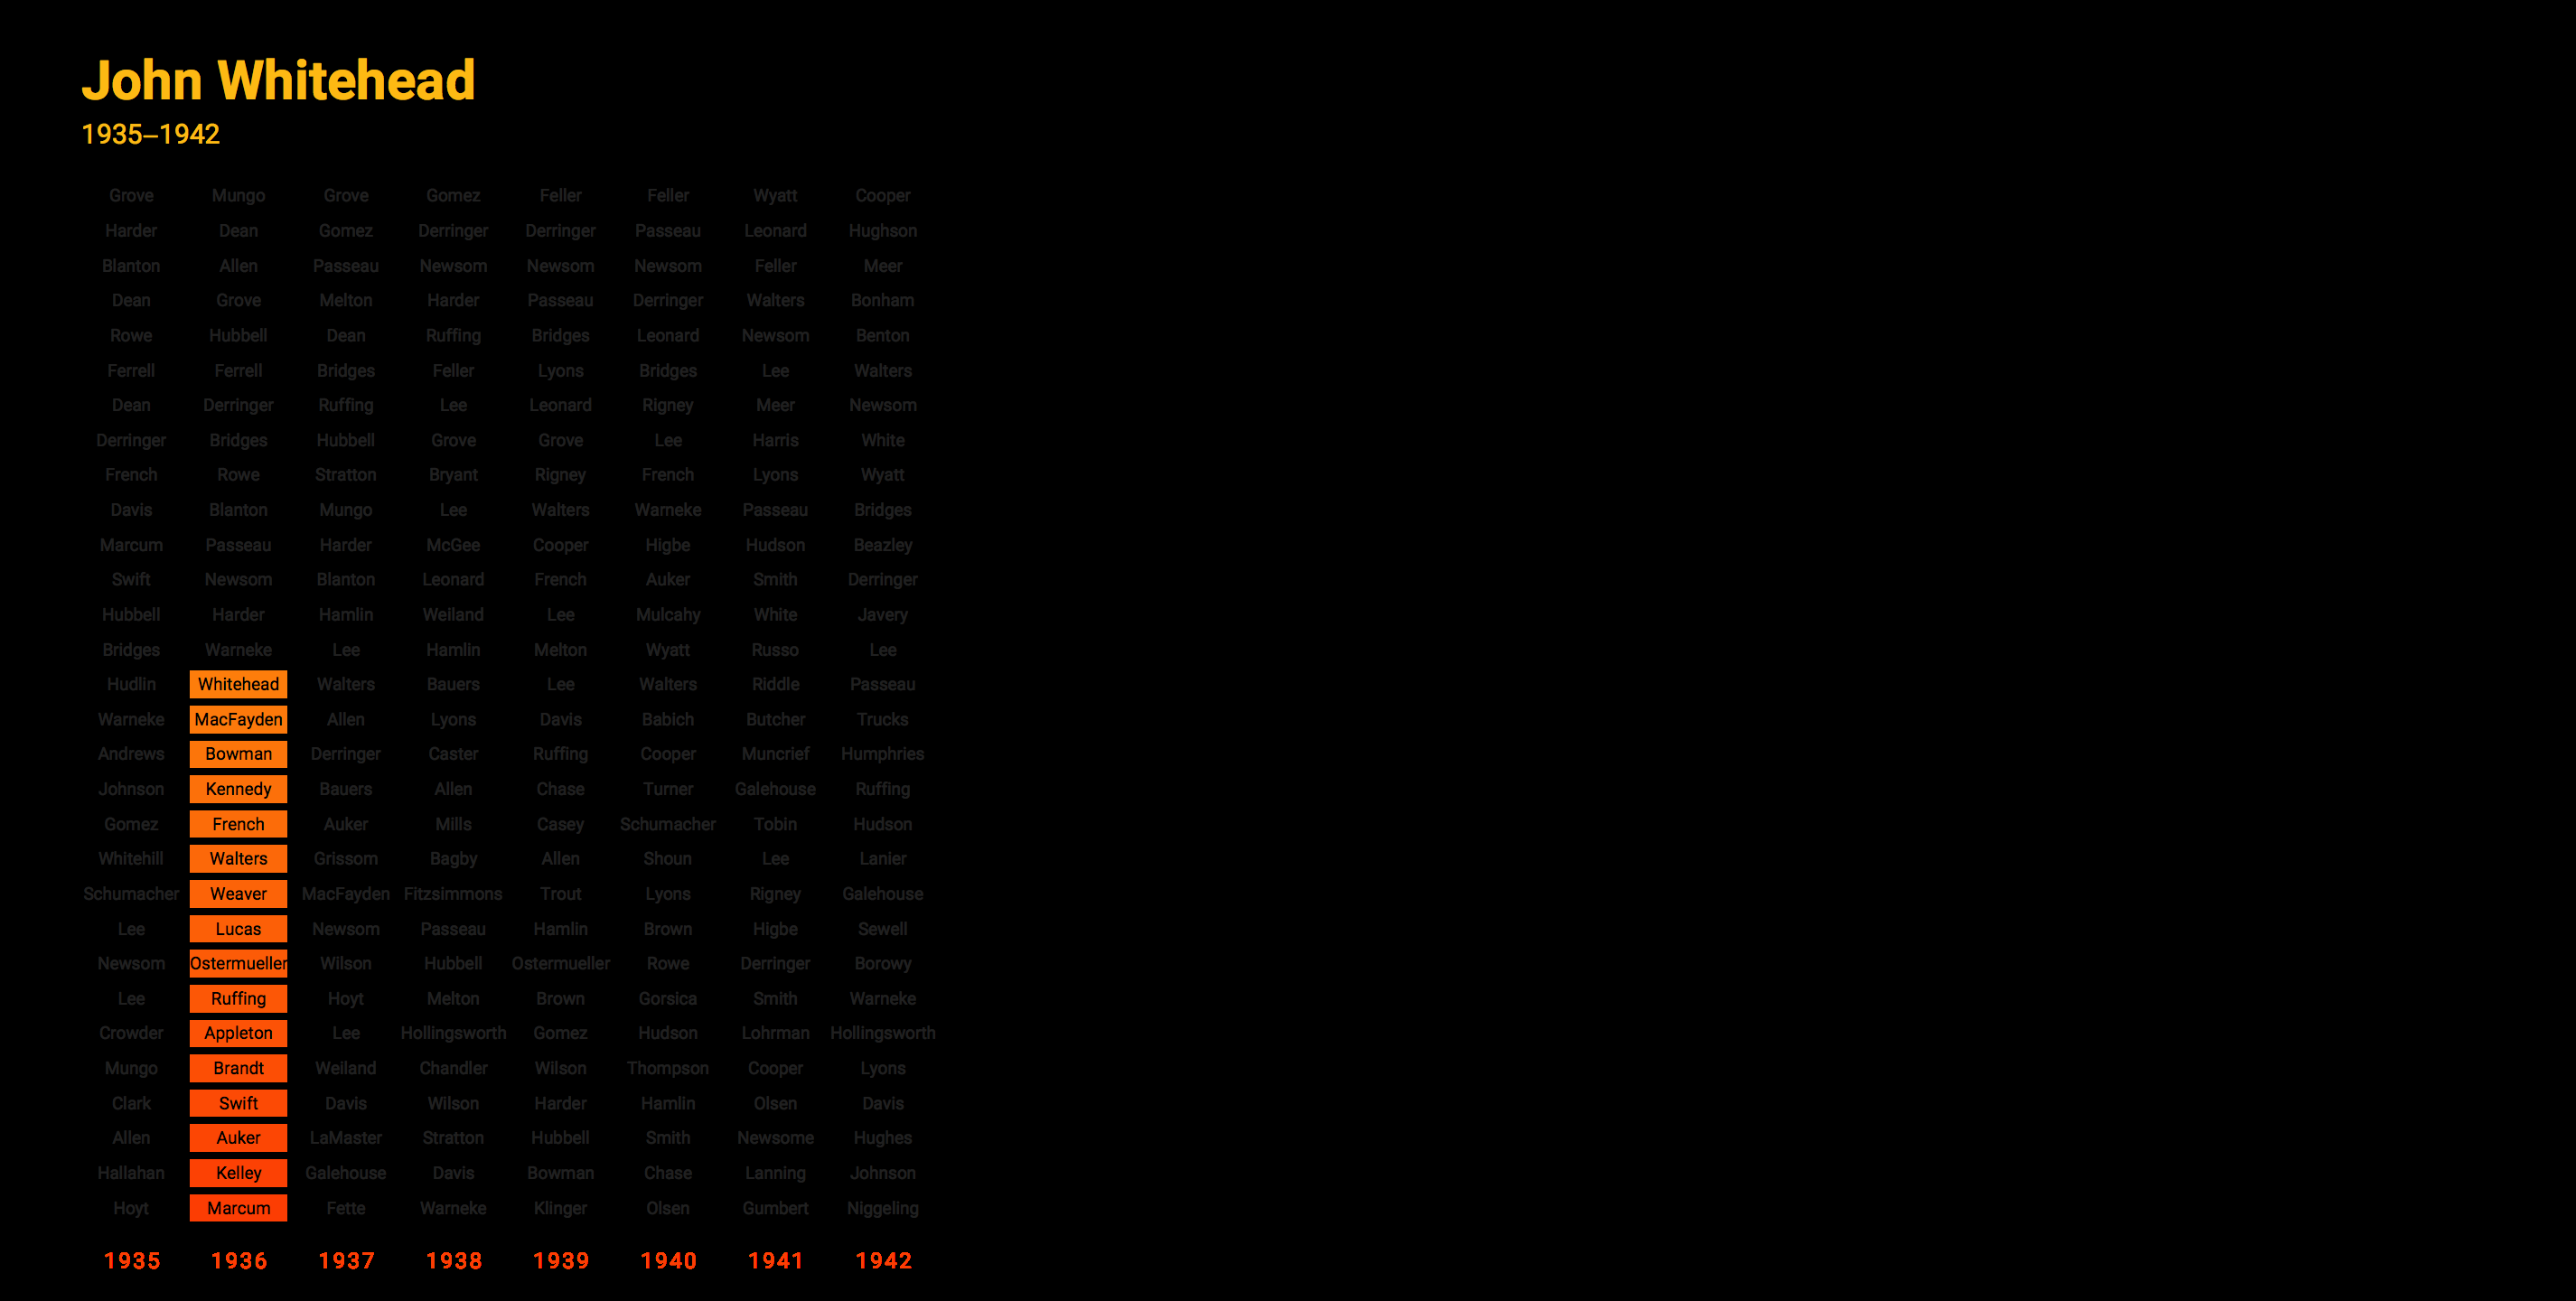 John Whitehead
1935–1942
Grove Mungo Grove Gomez Feller Feller Wyatt Cooper
Harder Dean Gomez Derringer Derringer Passeau Leonard Hughson
Blanton Allen Passeau Newsom Newsom Newsom Feller Meer
Dean Grove Melton Harder Passeau Derringer Walters Bonham
Rowe Hubbell Dean Ruffing Bridges Leonard Newsom Benton
Ferrell Ferrell Bridges Feller Lyons Bridges Lee Walters
Dean Derringer Ruffing Lee Leonard Rigney Meer Newsom
Derringer Bridges Hubbell Grove Grove Lee Harris White
French Rowe Stratton Bryant Rigney French Lyons Wyatt
Davis Blanton Mungo Lee Walters Warneke Passeau Bridges
Marcum Passeau Harder McGee Cooper Higbe Hudson Beazley
Swift Newsom Blanton Leonard French Auker Smith Derringer
Hubbell Harder Hamlin Weiland Lee Mulcahy White Javery
Bridges Warneke Lee Hamlin Melton Wyatt Russo Lee
Hudlin Whitehead Walters Bauers Lee Walters Riddle Passeau
Warneke MacFayden Allen Lyons Davis Babich Butcher Trucks
Andrews Bowman Derringer Caster Ruffing Cooper Muncrief Humphries
Johnson Kennedy Bauers Allen Chase Turner Galehouse Ruffing
Gomez French Auker Mills Casey Schumacher Tobin Hudson
Whitehill Walters Grissom Bagby Allen Shoun Lee Lanier
Schumacher Weaver MacFayden Fitzsimmons Trout Lyons Rigney Galehouse
Lee Lucas Newsom Passeau Hamlin Brown Higbe Sewell
Newsom Ostermueller Wilson Hubbell Ostermueller Rowe Derringer Borowy
Lee Ruffing Hoyt Melton Brown Gorsica Smith Warneke
Crowder Appleton Lee Hollingsworth Gomez Hudson Lohrman Hollingsworth
Mungo Brandt Weiland Chandler Wilson Thompson Cooper Lyons
Clark Swift Davis Wilson Harder Hamlin Olsen Davis
Allen Auker LaMaster Stratton Hubbell Smith Newsome Hughes
Hallahan Kelley Galehouse Davis Bowman Chase Lanning Johnson
Hoyt Marcum Fette Warneke Klinger Olsen Gumbert Niggeling
1935 1936 1937 1938 1939 1940 1941 1942